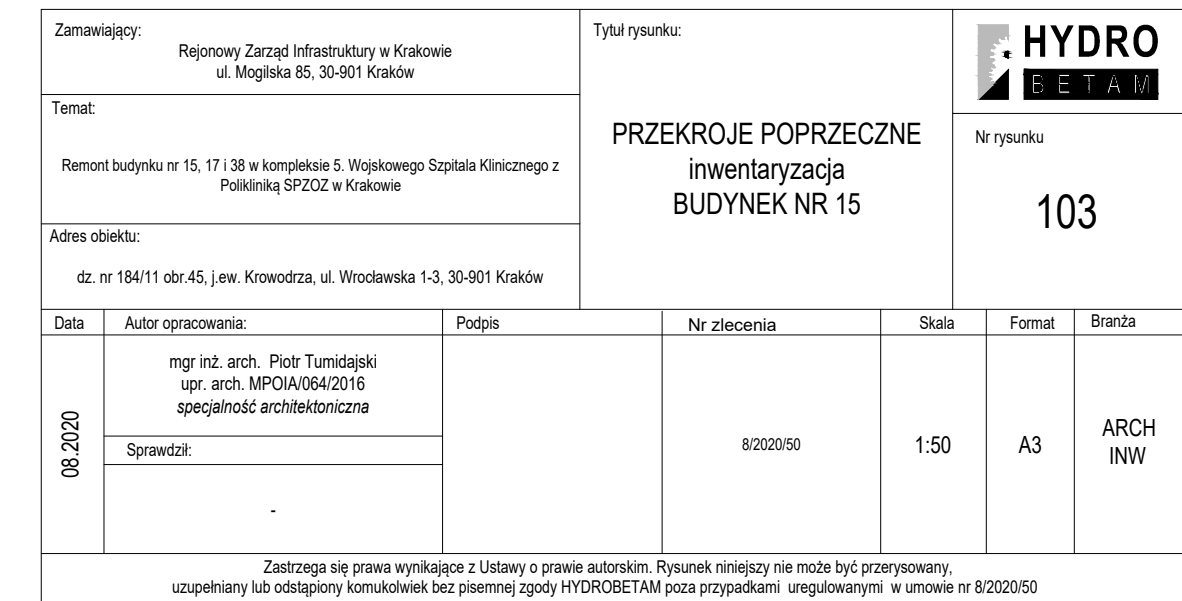 Zamawiający:
Rejonowy Zarząd Infrastruktury w Krakowie
ul. Mogilska 85, 30-901 Kraków
Temat:
Remont budynku nr 15, 17 i 38 w kompleksie 5. Wojskowego Szpitala Klinicznego z
Polikliniką SPZOZ w Krakowie
Adres obiektu:
dz. nr 184/11 obr.45, j.ew. Krowodrza, ul. Wrocławska 1-3, 30-901 Kraków
Tytuł rysunku:
PRZEKROJE POPRZECZNE
inwentaryzacja
BUDYNEK NR 15
HYDRO
BETAM
Nr rysunku
103
Data
Autor opracowania:
Podpis
Nr zlecenia
Skala
Format
Branża
08.2020
mgr inż. arch. Piotr Tumidajski
upr. arch. MPOIA/064/2016
specjalność architektoniczna
Sprawdził:
-
8/2020/50
1:50
A3
ARCH
INW
Zastrzega się prawa wynikające z Ustawy o prawie autorskim. Rysunek niniejszy nie może być przerysowany,
uzupełniany lub odstąpiony komukolwiek bez pisemnej zgody HYDROBETAM poza przypadkami uregulowanymi w umowie nr 8/2020/50